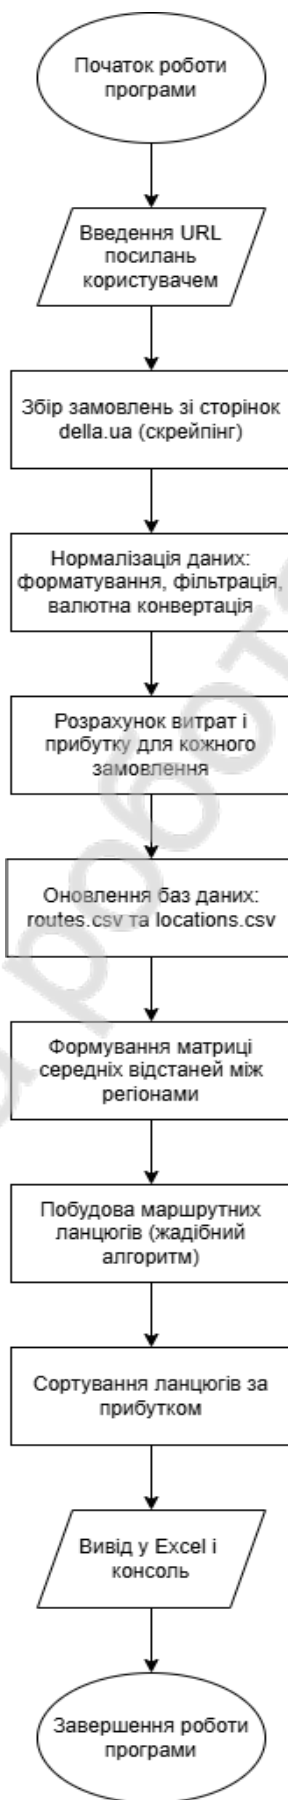 Початок роботи
програми
Введення URL
посилань
користувачем
Збір замовлень зі сторінок
della.ua (скрейпінг)
Нормалізація даних:
форматування, фільтрація,
валютна конвертація
Розрахунок витрат і
прибутку для кожного
замовлення
Оновлення баз даних:
routes.csv та locations.csv
Формування матриці
середніх відстаней між
регіонами
Побудова маршрутних
ланцюгів (жадібний
алгоритм)
Сортування ланцюгів за
прибутком
Вивід у Excel і
консоль
Завершення роботи
програми